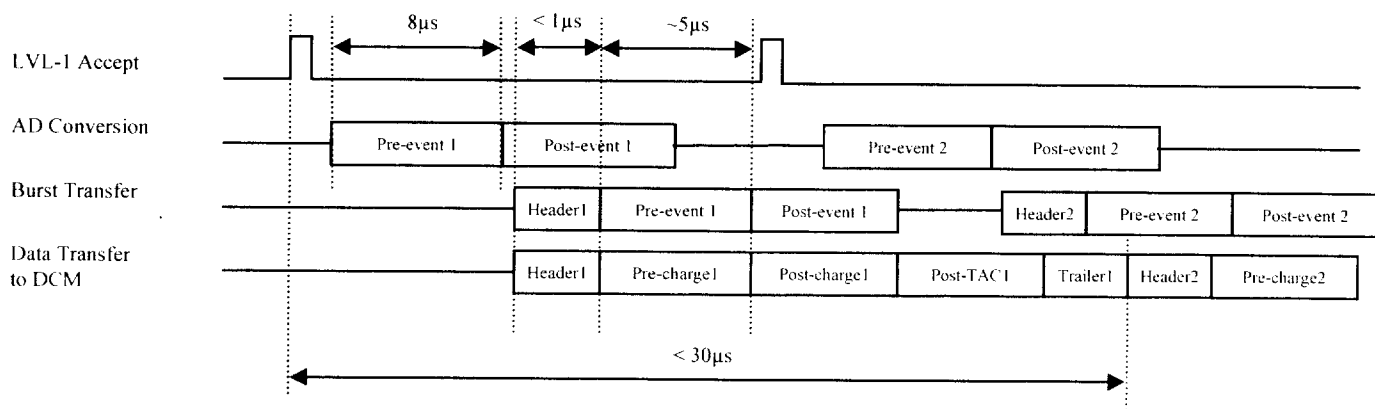 8μs
< 1μs
~5μs
LVL-1 Accept
AD Conversion
Pre-event 1
Post-event 1
Pre-event 2
Post-event 2
Burst Transfer
Header1
Pre-event 1
Post-event 1
Header2
Pre-event 2
Post-event 2
Data Transfer
to DCM
Header1
Pre-charge1
Post-charge1
Post-TAC1
Trailer1
Header2
Pre-charge2
< 30μs